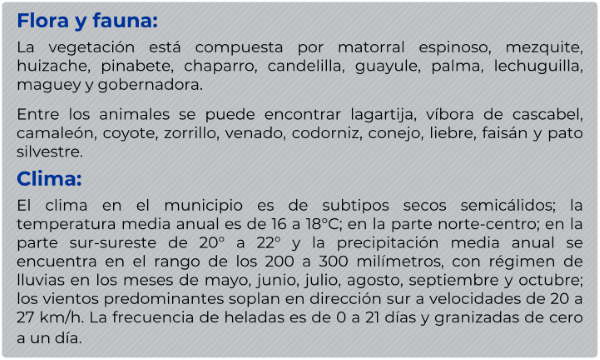 Flora y fauna:
La vegetación está compuesta por matorral espinoso, mezquite,
huizache, pinabete, chaparro, candelilla, guayule, palma, lechuguilla,
maguey y gobernadora.
Entre los animales se puede encontrar lagartija, víbora de cascabel,
camaleón, coyote, zorrillo, venado, codorniz, conejo, liebre, faisán y pato
silvestre.
Clima:
El clima en el municipio es de subtipos secos semicálidos; la
temperatura media anual es de 16 a 18°C; en la parte norte-centro; en la
parte sur-sureste de 20° a 22° y la precipitación media anual se
encuentra en el rango de los 200 a 300 milímetros, con régimen de
lluvias en los meses de mayo, junio, julio, agosto, septiembre y octubre;
los vientos predominantes soplan en dirección sur a velocidades de 20 a
27 km/h. La frecuencia de heladas es de 0 a 21 días y granizadas de cero
a un día.